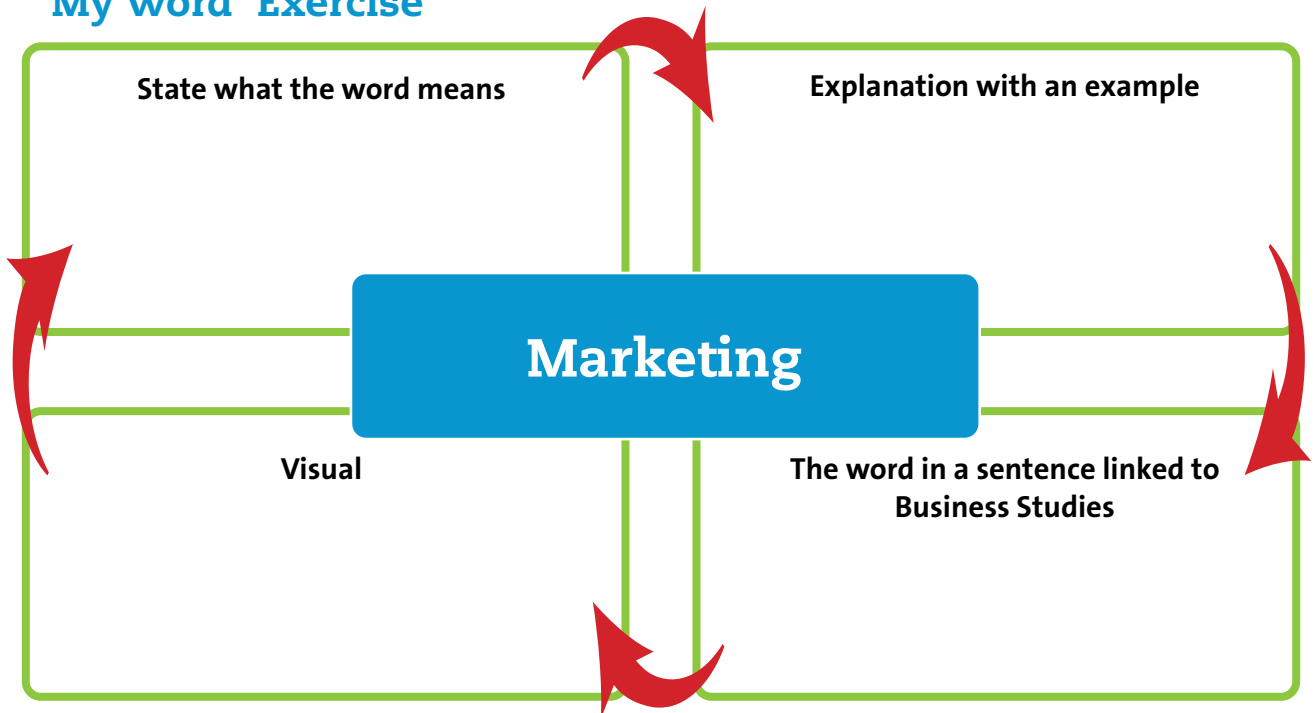 My Word Exercise
State what the word means
Explanation with an example
Marketing
Visual
The word in a sentence linked to
Business Studies